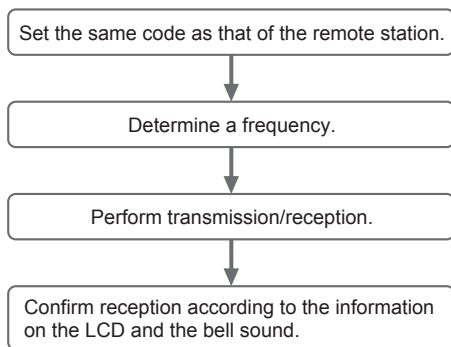 Set the same code as that of the remote station.
Determine a frequency.
Perform transmission/reception.
Confirm reception according to the information
on the LCD and the bell sound.